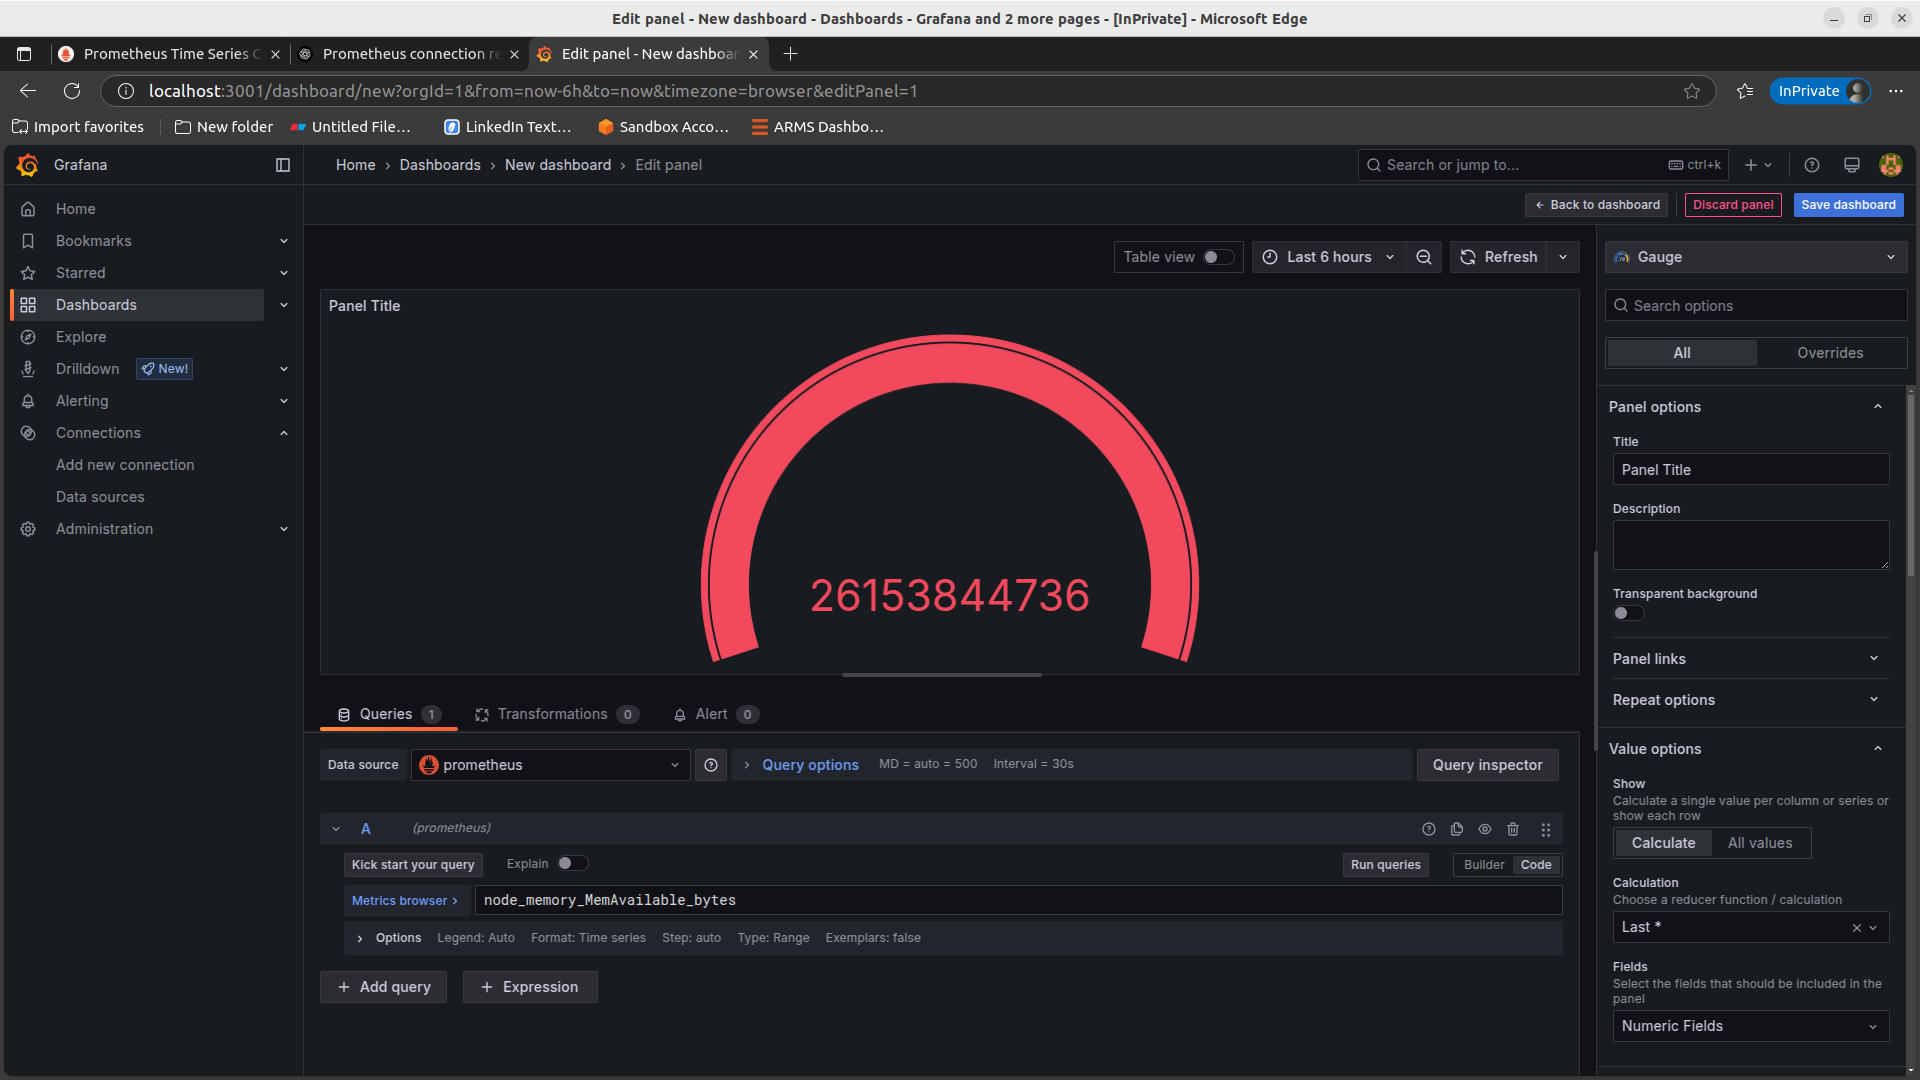 Edit panel - New dashboard - Dashboards - Grafana and 2 more pages - [InPrivate] - Microsoft Edge
Prometheus Time Series C
Prometheus connection re
Edit panel - New dashboar
localhost:3001/dashboard/new?orgId=1&from=now-6h&to=now&timezone=browser&editPanel=1
InPrivate
Import favorites
New folder
Untitled File...
LinkedIn Text...
Sandbox Acco...
ARMS Dashbo...
Grafana
Home › Dashboards › New dashboard › Edit panel
Search or jump to...
ctrl+k
Back to dashboard
Discard panel
Save dashboard
Home
Bookmarks
Starred
Dashboards
Explore
Drilldown
New!
Alerting
Connections
Add new connection
Data sources
Administration
Table view
Last 6 hours
Refresh
Panel Title
26153844736
Queries 1
Transformations 0
Alert 0
Data source
prometheus
Query options
MD = auto = 500
Interval = 30s
Query inspector
A
(prometheus)
Kick start your query
Explain
Run queries
Builder
Code
Metrics browser >
node_memory_MemAvailable_bytes
Options
Legend: Auto
Format: Time series
Step: auto
Type: Range
Exemplars: false
+ Add query
+ Expression
Gauge
Search options
All
Overrides
Panel options
Title
Panel Title
Description
Transparent background
Panel links
Repeat options
Value options
Show
Calculate a single value per column or series or
show each row
Calculate
All values
Calculation
Choose a reducer function / calculation
Last *
Fields
Select the fields that should be included in the
panel
Numeric Fields